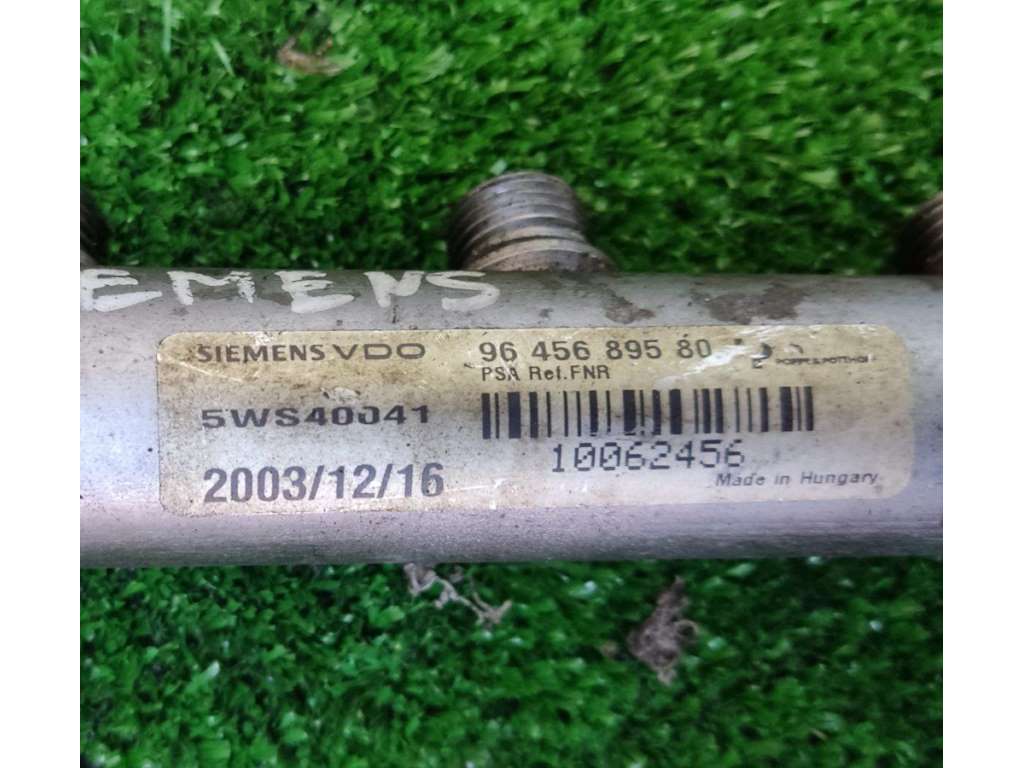 EMENS
SIEMENS VDO 96 456 895 80
PSA Ref.FNR
5WS40041
10062456
2003/12/16
Made in Hungary